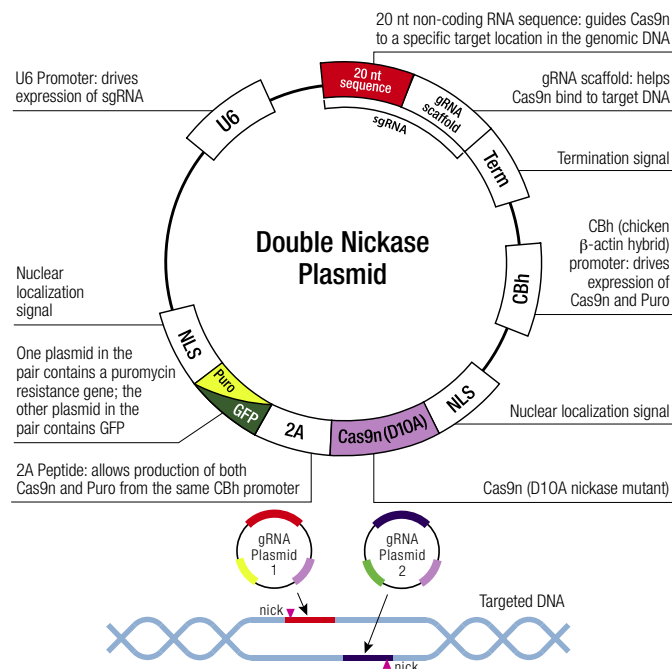 20 nt non-coding RNA sequence: guides Cas9n
to a specific target location in the genomic DNA
U6 Promoter: drives
expression of sgRNA
20 nt
sequence
gRNA
scaffold
gRNA scaffold: helps
Cas9n bind to target DNA
U6
sgRNA
Term
Termination signal
Double Nickase
Plasmid
CBh (chicken
β-actin hybrid)
promoter: drives
expression of
Cas9n and Puro
CBh
Nuclear
localization
signal
NLS
One plasmid in the
pair contains a puromycin
resistance gene; the
other plasmid in the
pair contains GFP
Puro
GFP
2A
Cas9n (D10A)
NLS
Nuclear localization signal
2A Peptide: allows production of both
Cas9n and Puro from the same CBh promoter
Cas9n (D10A nickase mutant)
gRNA
Plasmid
1
gRNA
Plasmid
2
nick
Targeted DNA
nick